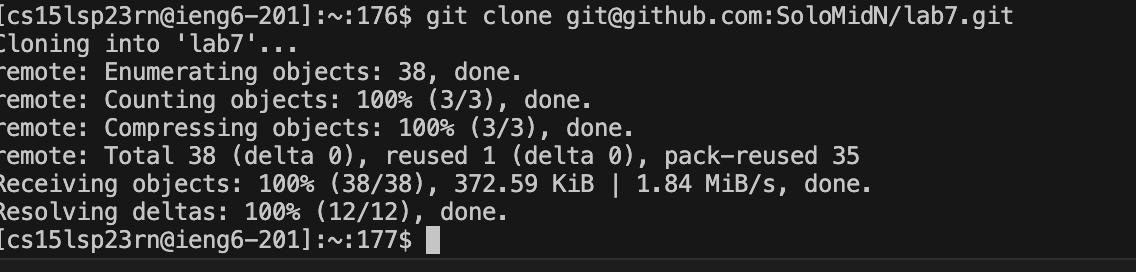 [cs15lsp23rn@ieng6-201]:~:176$ git clone git@github.com:SoloMidN/lab7.git
Cloning into 'lab7'...
remote: Enumerating objects: 38, done.
remote: Counting objects: 100% (3/3), done.
remote: Compressing objects: 100% (3/3), done.
remote: Total 38 (delta 0), reused 1 (delta 0), pack-reused 35
Receiving objects: 100% (38/38), 372.59 KiB | 1.84 MiB/s, done.
Resolving deltas: 100% (12/12), done.
[cs15lsp23rn@ieng6-201]:~:177$